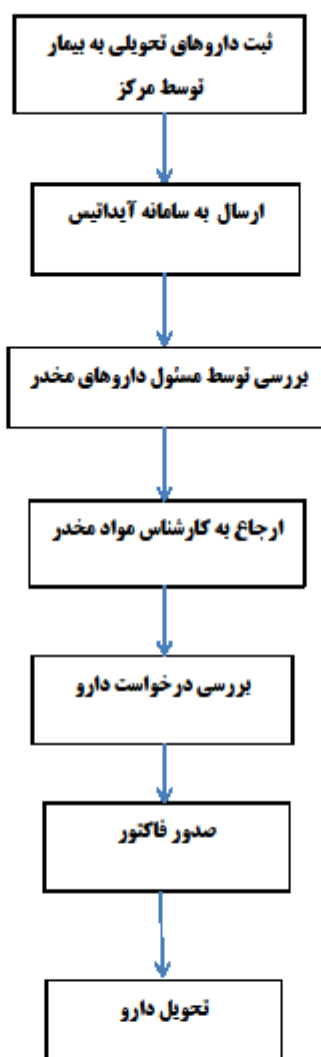 ثبت داروهای تحویلی به بیمار
توسط مرکز
ارسال به سامانه آیداتیس
بررسی توسط مسئول داروهای مخدر
ارجاع به کارشناس مواد مخدر
بررسی درخواست دارو
صدور فاکتور
تحویل دارو